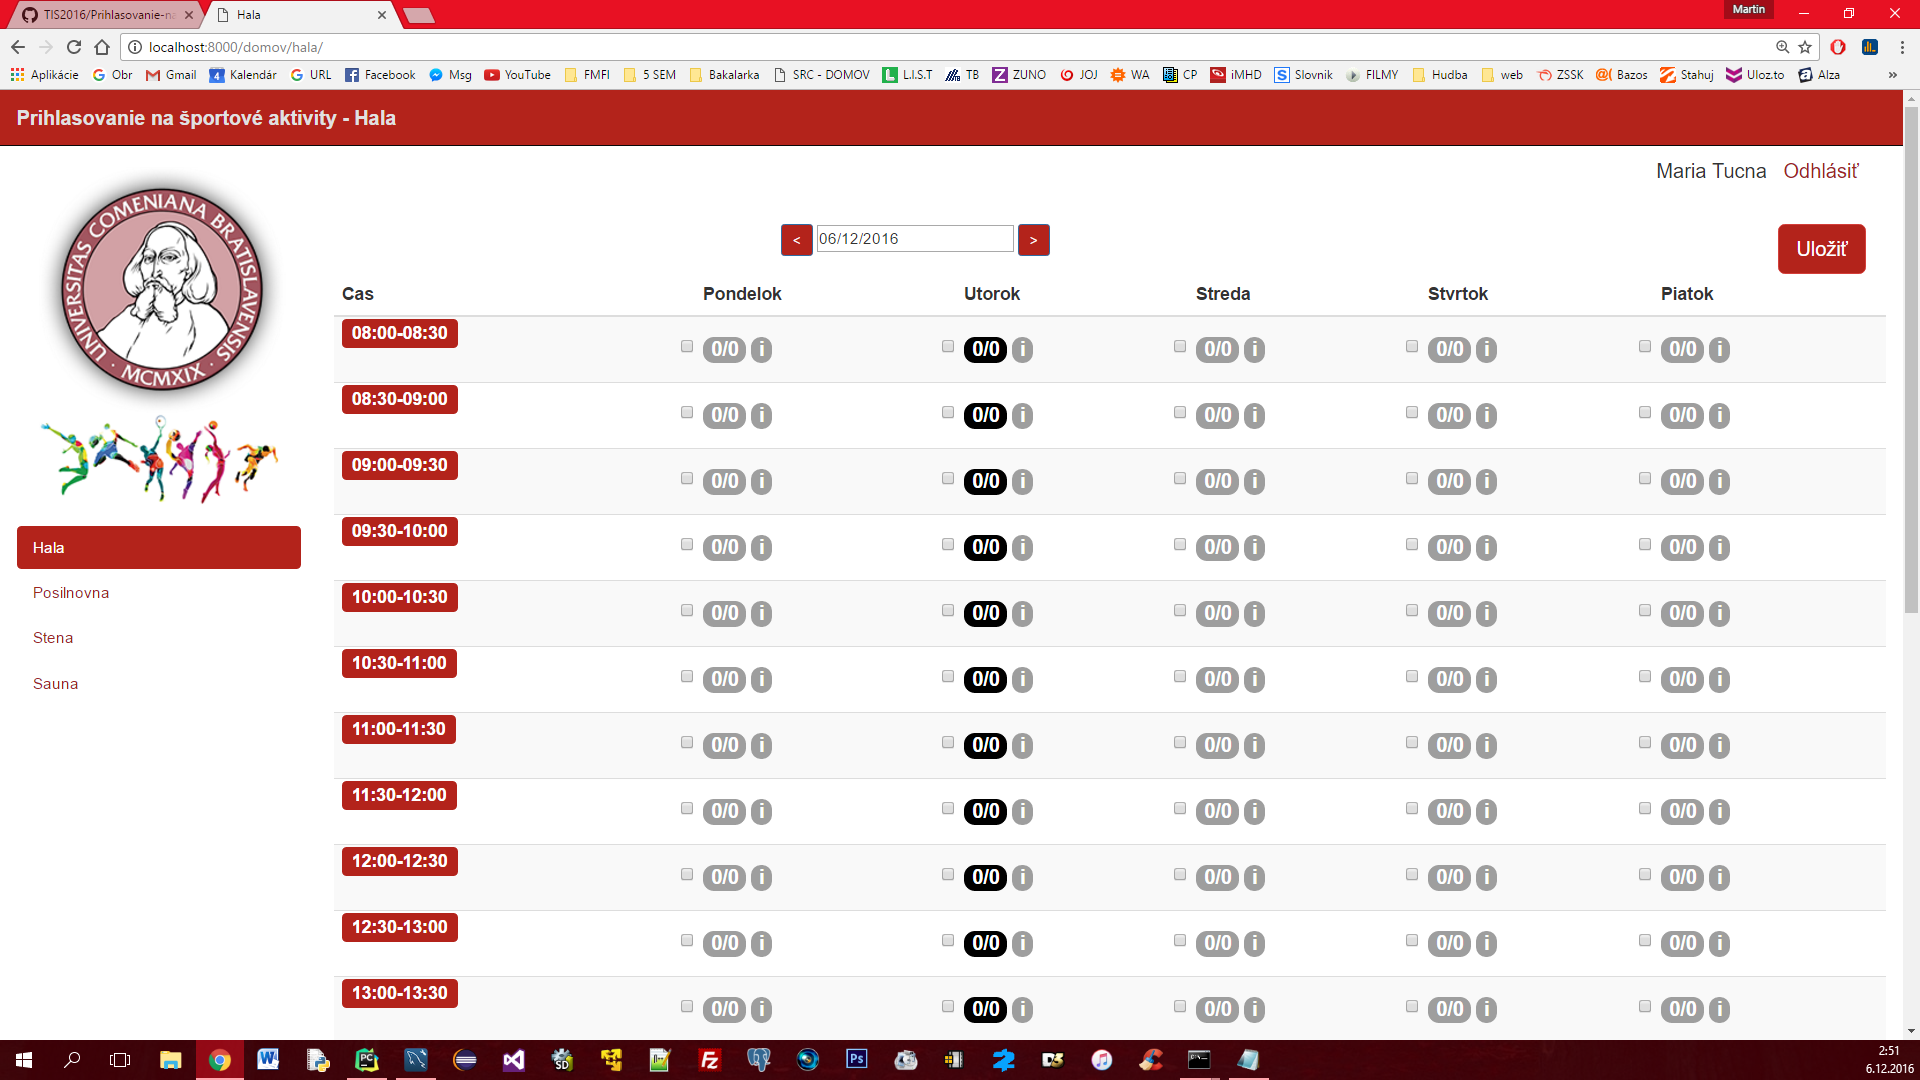 TIS2016/Prihlasovanie-na
Hala
Martin
localhost:8000/domov/hala/
Aplikácie Obr Gmail Kalendár URL Facebook Msg YouTube FMFI 5 SEM Bakalarka SRC - DOMOV L.I.S.T TB ZUNO JOJ WA CP iMHD Slovnik FILMY Hudba web ZSSK Bazos Stahuj Uloz.to Alza »
Prihlasovanie na športové aktivity - Hala
Maria Tucna Odhlásiť
UNIVERSITAS COMENIANA BRATISLAVENSIS
MCMXIX
< 06/12/2016 >
Uložiť
Hala
Posilnovna
Stena
Sauna
Cas Pondelok Utorok Streda Stvrtok Piatok
08:00-08:30 0/0 i 0/0 i 0/0 i 0/0 i 0/0 i
08:30-09:00 0/0 i 0/0 i 0/0 i 0/0 i 0/0 i
09:00-09:30 0/0 i 0/0 i 0/0 i 0/0 i 0/0 i
09:30-10:00 0/0 i 0/0 i 0/0 i 0/0 i 0/0 i
10:00-10:30 0/0 i 0/0 i 0/0 i 0/0 i 0/0 i
10:30-11:00 0/0 i 0/0 i 0/0 i 0/0 i 0/0 i
11:00-11:30 0/0 i 0/0 i 0/0 i 0/0 i 0/0 i
11:30-12:00 0/0 i 0/0 i 0/0 i 0/0 i 0/0 i
12:00-12:30 0/0 i 0/0 i 0/0 i 0/0 i 0/0 i
12:30-13:00 0/0 i 0/0 i 0/0 i 0/0 i 0/0 i
13:00-13:30 0/0 i 0/0 i 0/0 i 0/0 i 0/0 i
2:51
6.12.2016